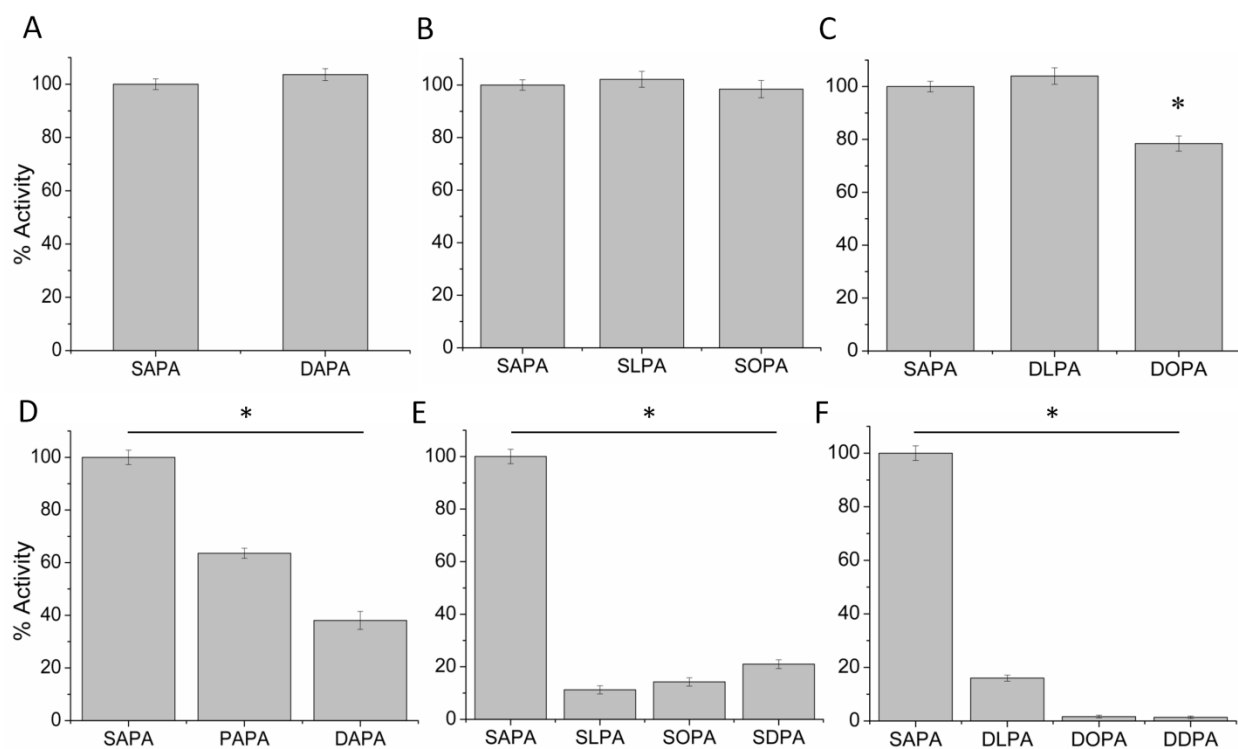 A
B
C
% Activity
100
80
60
40
20
0
SAPA DAPA
100
80
60
40
20
0
SAPA SLPA SOPA
100
80
60
40
20
0
*
SAPA DLPA DOPA
D
E
F
% Activity
100
80
60
40
20
0
*
SAPA PAPA DAPA
100
80
60
40
20
0
*
SAPA SLPA SOPA SDPA
100
80
60
40
20
0
*
SAPA DLPA DOPA DDPA